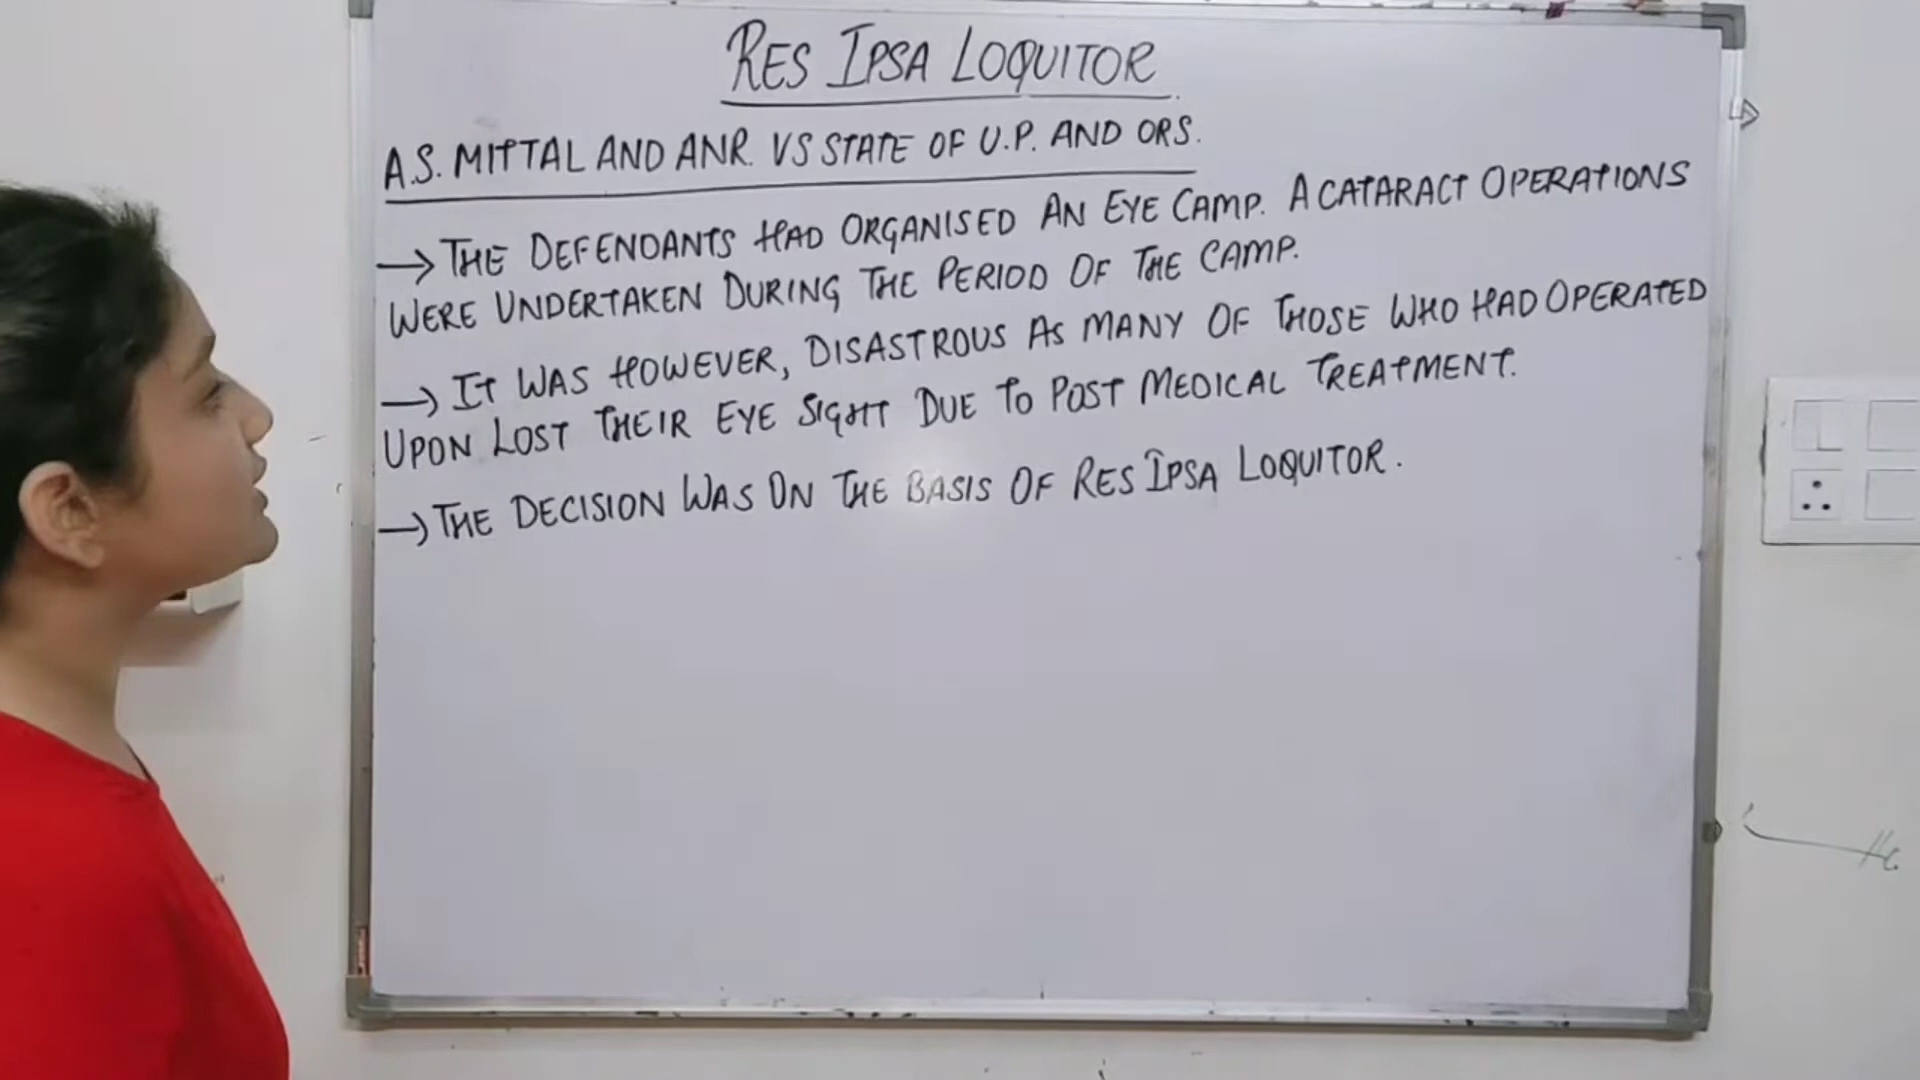 RES IPSA LOQUITOR
A.S. MITTAL AND ANR. VS STATE OF U.P. AND ORS.
→ THE DEFENDANTS HAD ORGANISED AN EYE CAMP. A CATARACT OPERATIONS
WERE UNDERTAKEN DURING THE PERIOD OF THE CAMP.
→ IT WAS HOWEVER, DISASTROUS AS MANY OF THOSE WHO HAD OPERATED
UPON LOST THEIR EYE SIGHT DUE TO POST MEDICAL TREATMENT.
→ THE DECISION WAS ON THE BASIS OF RES IPSA LOQUITOR.